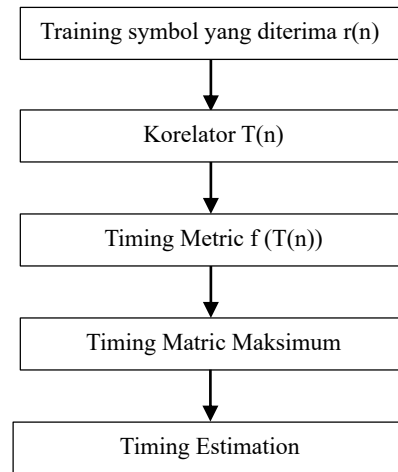 Training symbol yang diterima r(n)
Korelator T(n)
Timing Metric f (T(n))
Timing Matric Maksimum
Timing Estimation